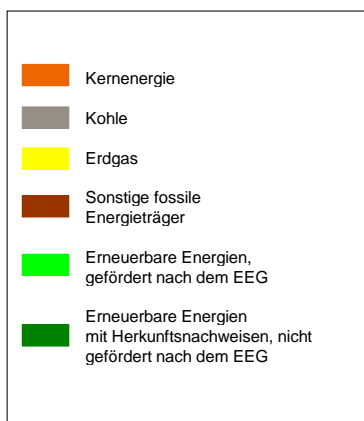 Kernenergie
Kohle
Erdgas
Sonstige fossile
Energieträger
Erneuerbare Energien,
gefördert nach dem EEG
Erneuerbare Energien
mit Herkunftsnachweisen, nicht
gefördert nach dem EEG